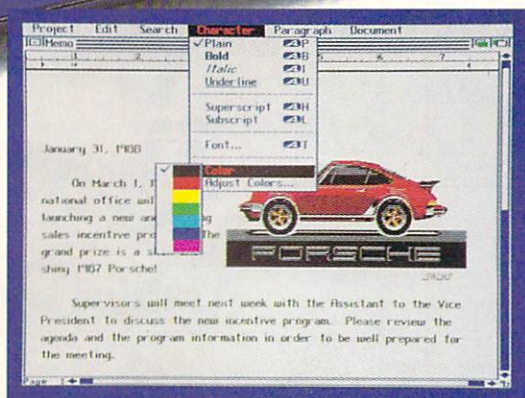 Project Edit Search Character Paragraph Document
Memo
✓Plain P
Bold B
Italic I
Underline U
Superscript H
Subscript L
Font... T
Color
Adjust Colors...
January 31, 1988
On March 1, 1
national office wil
launching a new an ng
sales incentive pro The
grand prize is a s
shiny 1987 Porsche!
PORSCHE
Supervisors will meet next week with the Assistant to the Vice
President to discuss the new incentive program. Please review the
agenda and the program information in order to be well prepared for
the meeting.
Page 1